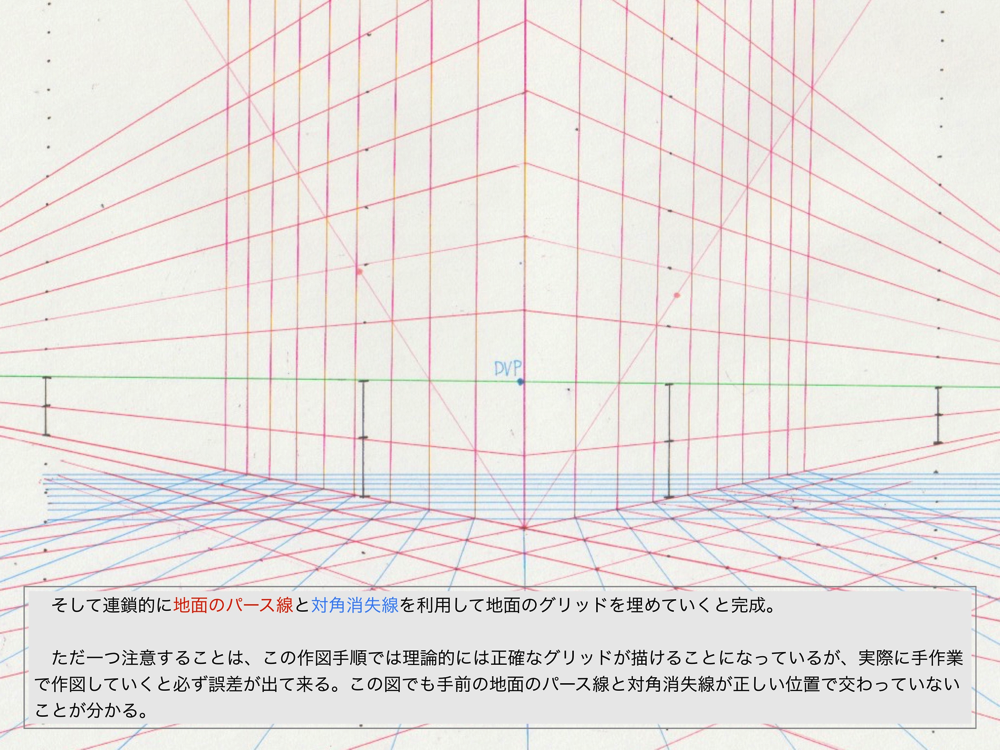 DVP
そして連鎖的に地面のパース線と対角消失線を利用して地面のグリッドを埋めていくと完成。
ただ一つ注意することは、この作図手順では理論的には正確なグリッドが描けることになっているが、実際に手作業
で作図していくと必ず誤差が出て来る。この図でも手前の地面のパース線と対角消失線が正しい位置で交わっていない
ことが分かる。